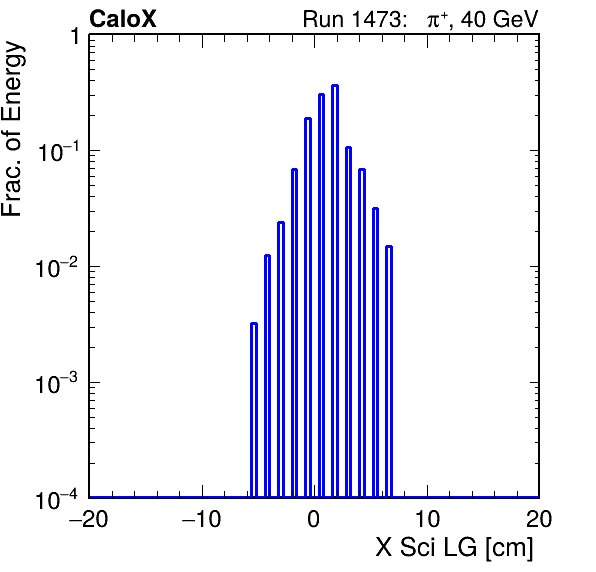 CaloX Run 1473: π⁺, 40 GeV
Frac. of Energy
1
10⁻¹
10⁻²
10⁻³
10⁻⁴
−20 −10 0 10 20
X Sci LG [cm]